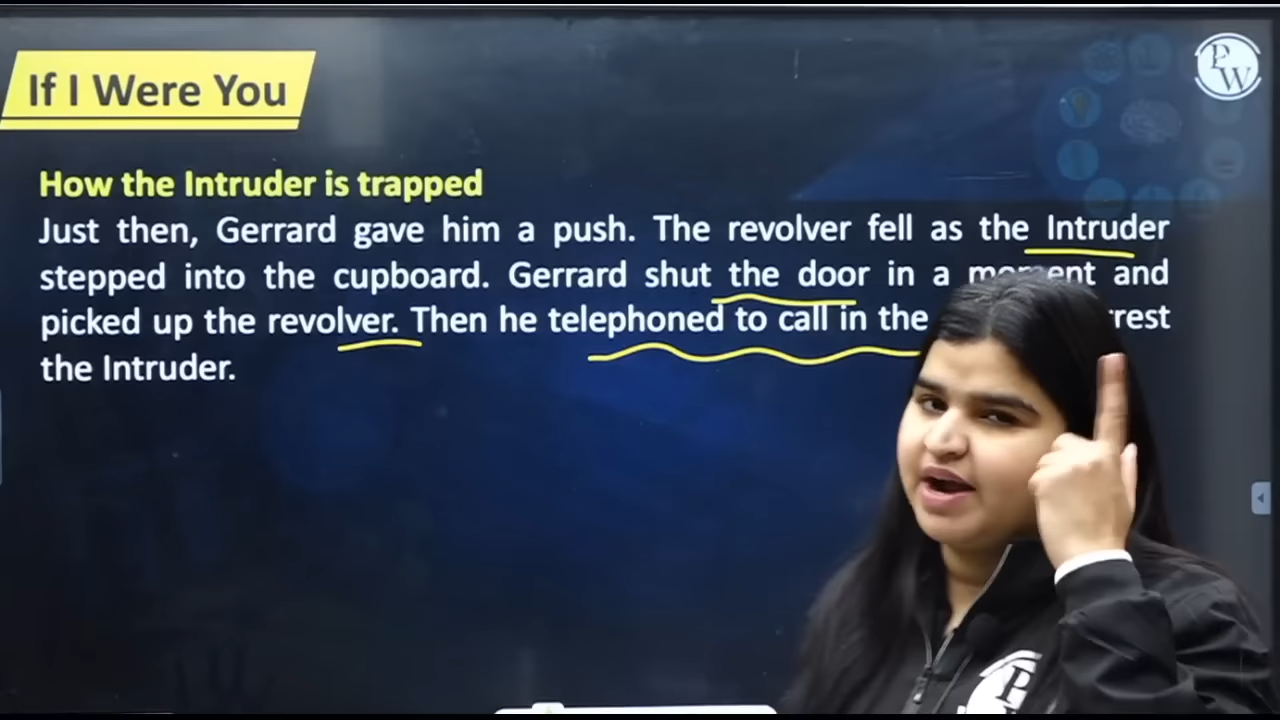 If I Were You
PW
How the Intruder is trapped
Just then, Gerrard gave him a push. The revolver fell as the Intruder
stepped into the cupboard. Gerrard shut the door in a moment and
picked up the revolver. Then he telephoned to call in the
the Intruder.
P